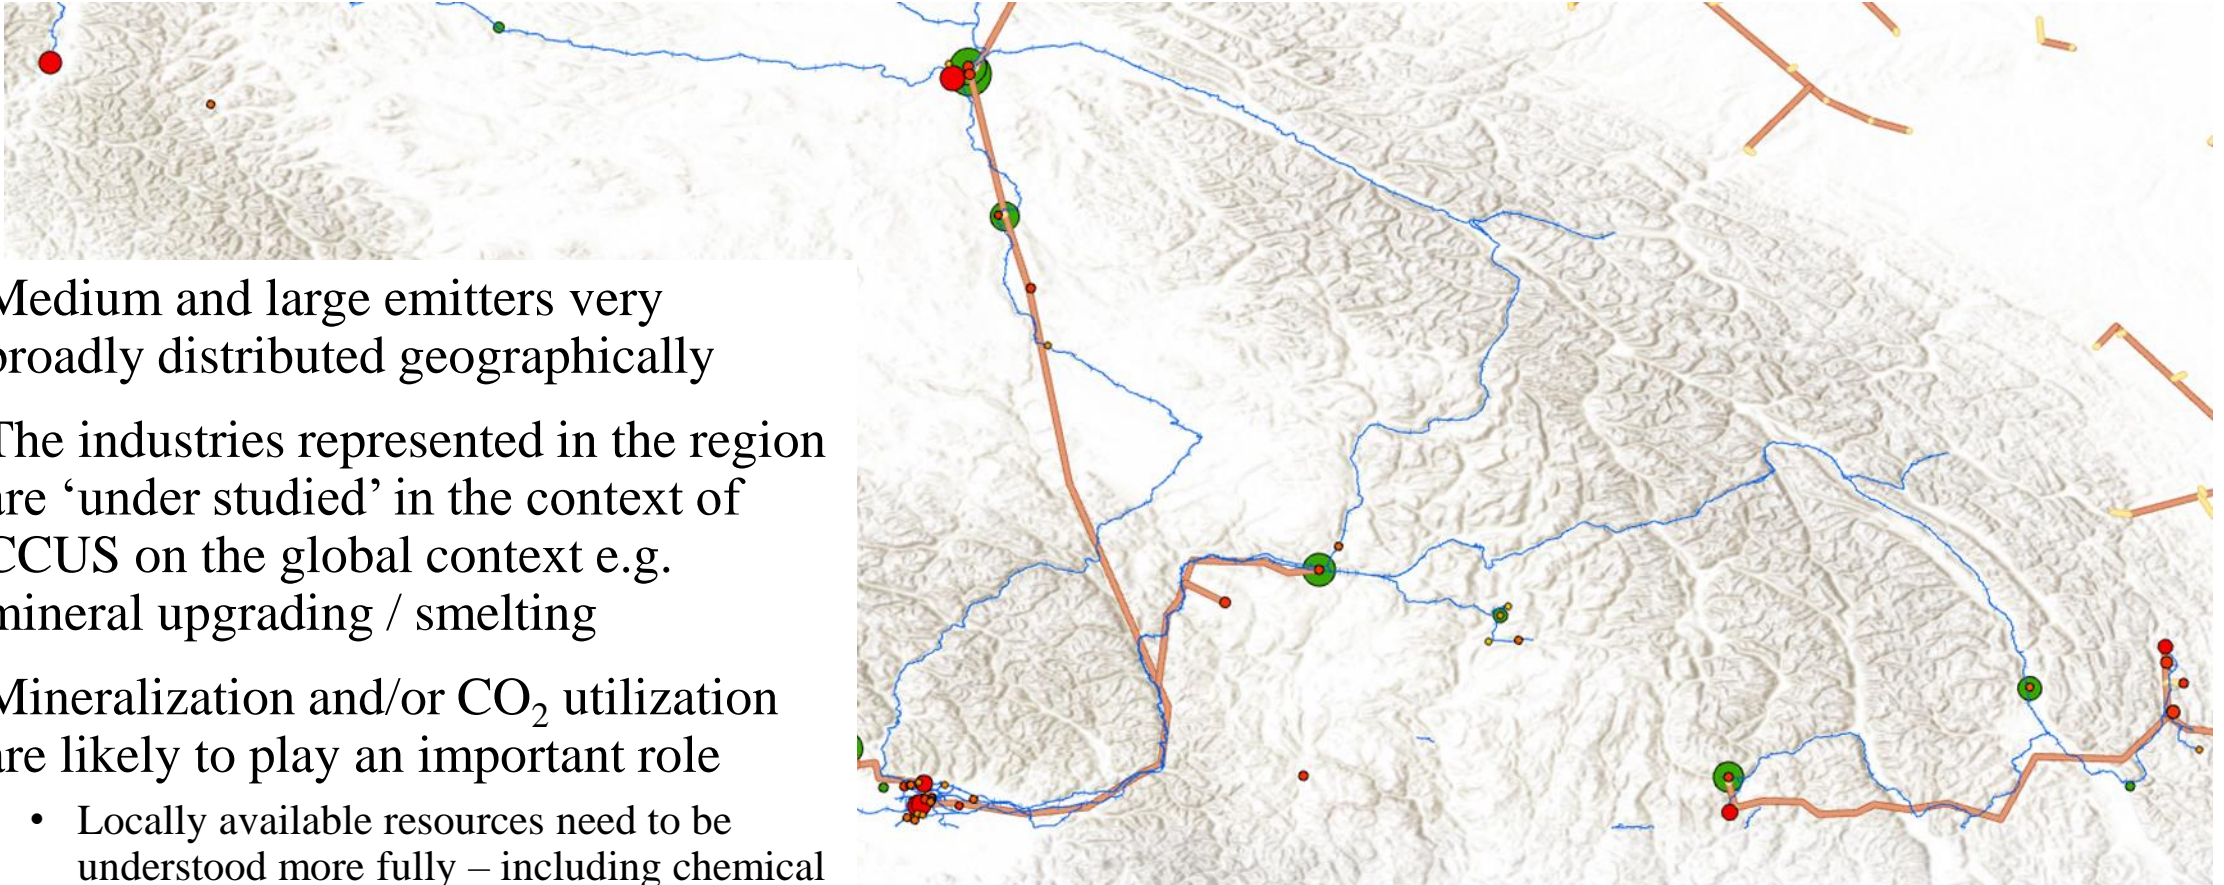 Medium and large emitters very
broadly distributed geographically
The industries represented in the region
are ‘under studied’ in the context of
CCUS on the global context e.g.
mineral upgrading / smelting
Mineralization and/or CO₂ utilization
are likely to play an important role
• Locally available resources need to be
understood more fully – including chemical